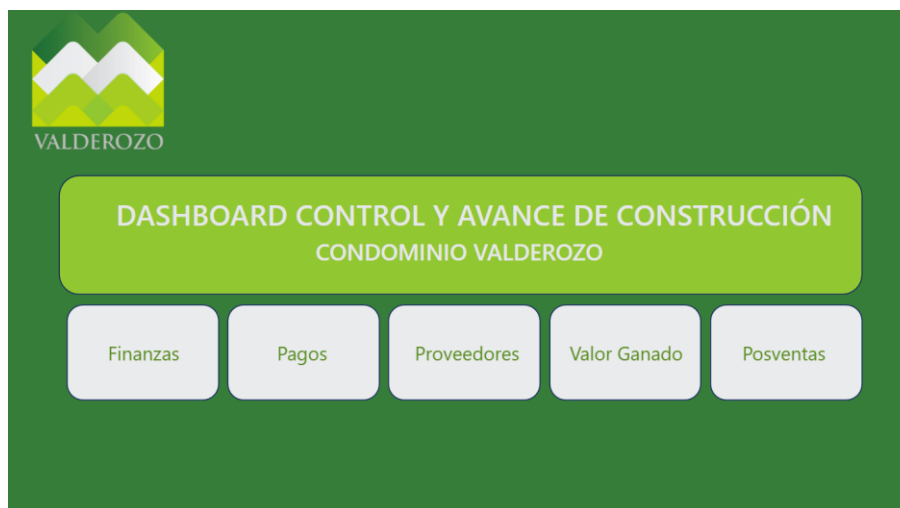 VALDEROZO
DASHBOARD CONTROL Y AVANCE DE CONSTRUCCIÓN
CONDOMINIO VALDEROZO
Finanzas
Pagos
Proveedores
Valor Ganado
Posventas